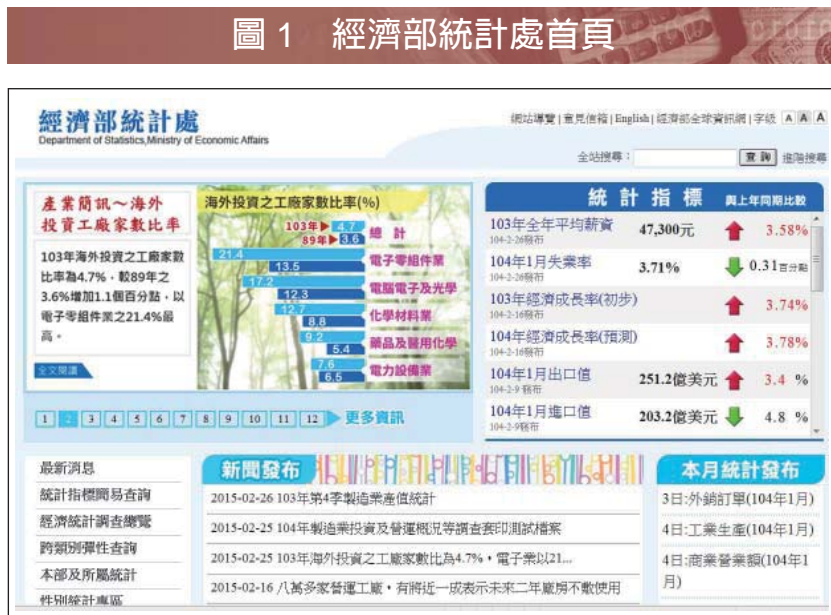 圖 1 經濟部統計處首頁
經濟部統計處
Department of Statistics,Ministry of Economic Affairs
網站導覽 | 意見信箱 | English | 經濟部全球資訊網 | 字級 A A A
全站搜尋：
查詢 進階搜尋
產業簡訊～海外
投資工廠家數比率
103年海外投資之工廠家數
比率為4.7%，較89年之
3.6%增加1.1個百分點，以
電子零組件業之21.4%最
高。
全文閱讀
海外投資之工廠家數比率(%)
103年▶ 4.7
89年▶ 3.6
總 計
21.4
13.5
電子零組件業
17.2
12.3
電腦電子及光學
12.7
8.8
化學材料業
9.2
5.4
藥品及醫用化學
7.6
6.5
電力設備業
1 2 3 4 5 6 7 8 9 10 11 12 更多資訊
統 計 指 標 與上年同期比較
103年全年平均薪資 47,300元 3.58%
104-2-26發布
104年1月失業率 3.71% 0.31百分點
104-2-26發布
103年經濟成長率(初步) 3.74%
104-2-16發布
104年經濟成長率(預測) 3.78%
104-2-16發布
104年1月出口值 251.2億美元 3.4 %
104-2-9發布
104年1月進口值 203.2億美元 4.8 %
104-2-9發布
最新消息
統計指標簡易查詢
經濟統計調查總覽
跨類別彈性查詢
本部及所屬統計
性別統計專區
新聞發布
2015-02-26 103年第4季製造業產值統計
2015-02-25 104年製造業投資及營運概況等調查套印測試檔案
2015-02-25 103年海外投資之工廠家數比為4.7%，電子業以21...
2015-02-16 八萬多家營運工廠，有將近一成表示未來二年廠房不敷使用
本月統計發布
3日:外銷訂單(104年1月)
4日:工業生產(104年1月)
4日:商業營業額(104年1
月)